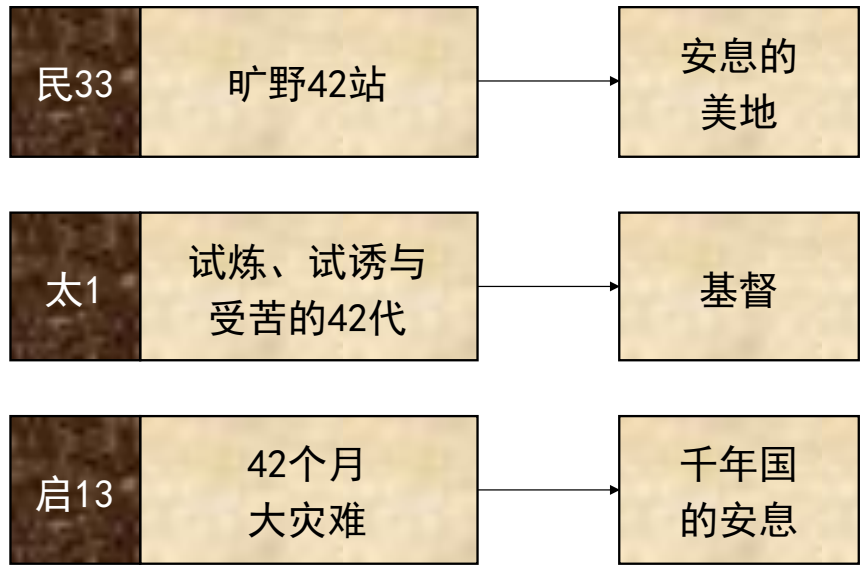 民33
旷野42站
安息的
美地
太1
试炼、试诱与
受苦的42代
基督
启13
42个月
大灾难
千年国
的安息